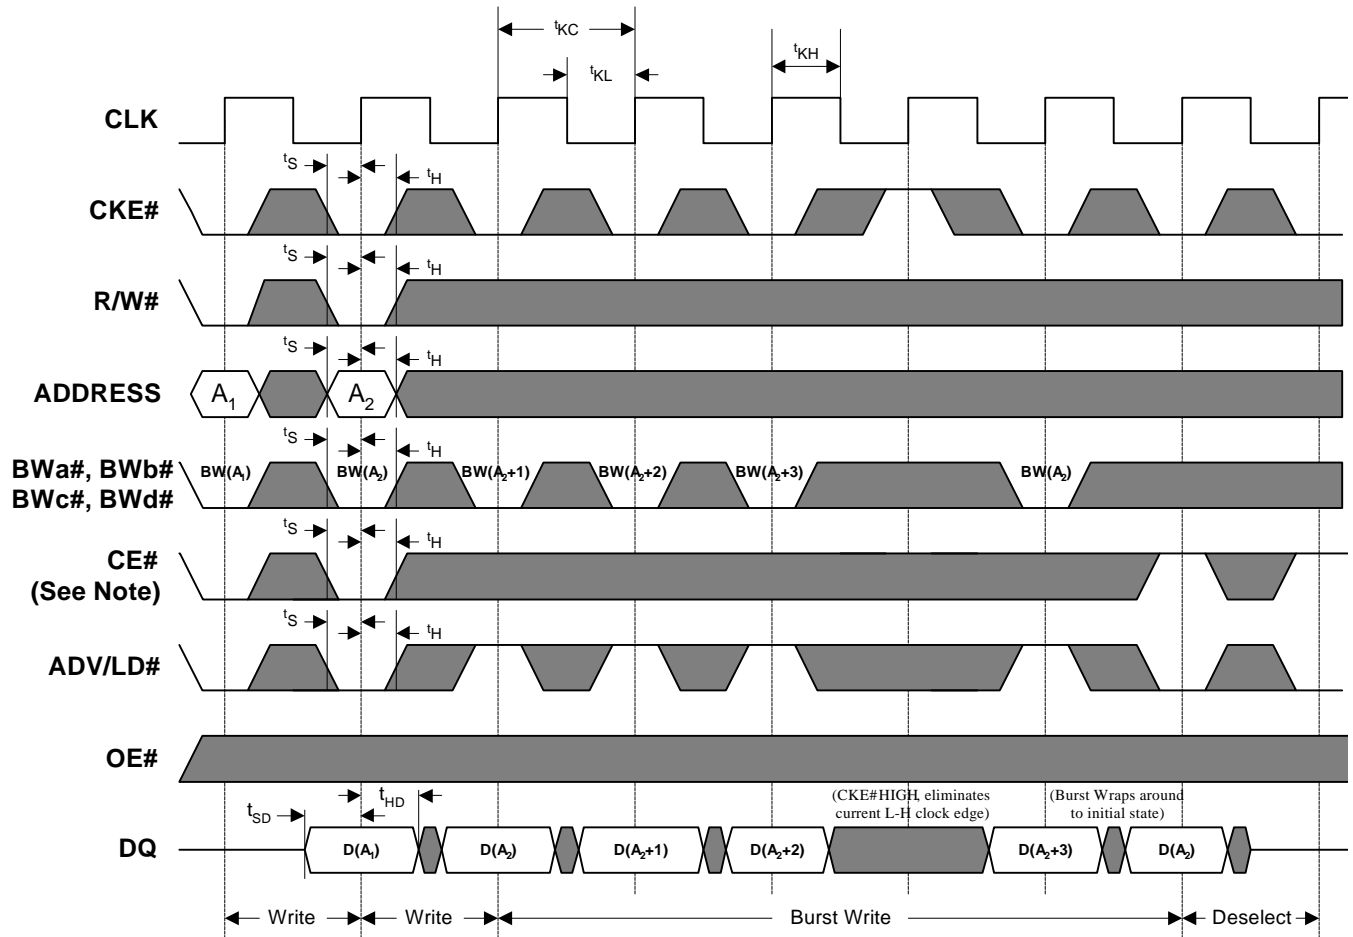 tKC
tKL
tKH
CLK
tS
tH
CKE#
tS
tH
R/W#
tS
tH
ADDRESS
A1
A2
tS
tH
BWa#, BWb#
BWc#, BWd#
BW(A1)
BW(A2)
BW(A2+1)
BW(A2+2)
BW(A2+3)
BW(A2)
tS
tH
CE#
(See Note)
tS
tH
ADV/LD#
OE#
tSD
tHD
(CKE# HIGH, eliminates
current L-H clock edge)
(Burst Wraps around
to initial state)
DQ
D(A1)
D(A2)
D(A2+1)
D(A2+2)
D(A2+3)
D(A2)
Write
Write
Burst Write
Deselect